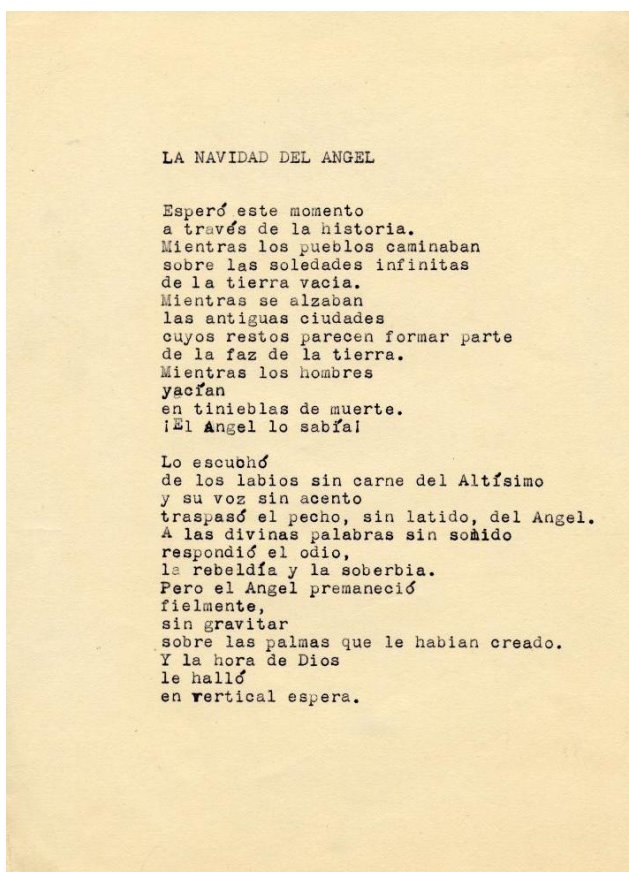 LA NAVIDAD DEL ANGEL
Esperó este momento
a través de la historia.
Mientras los pueblos caminaban
sobre las soledades infinitas
de la tierra vacia.
Mientras se alzaban
las antiguas ciudades
cuyos restos parecen formar parte
de la faz de la tierra.
Mientras los hombres
yacían
en tinieblas de muerte.
¡El Angel lo sabía!
Lo escuchó
de los labios sin carne del Altísimo
y su voz sin acento
traspasó el pecho, sin latido, del Angel.
A las divinas palabras sin sonido
respondió el odio,
la rebeldía y la soberbia.
Pero el Angel premaneció
fielmente,
sin gravitar
sobre las palmas que le habian creado.
Y la hora de Dios
le halló
en vertical espera.